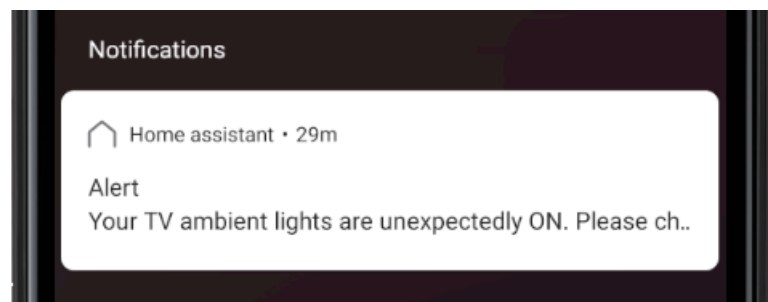 Notifications
Home assistant • 29m
Alert
Your TV ambient lights are unexpectedly ON. Please ch..